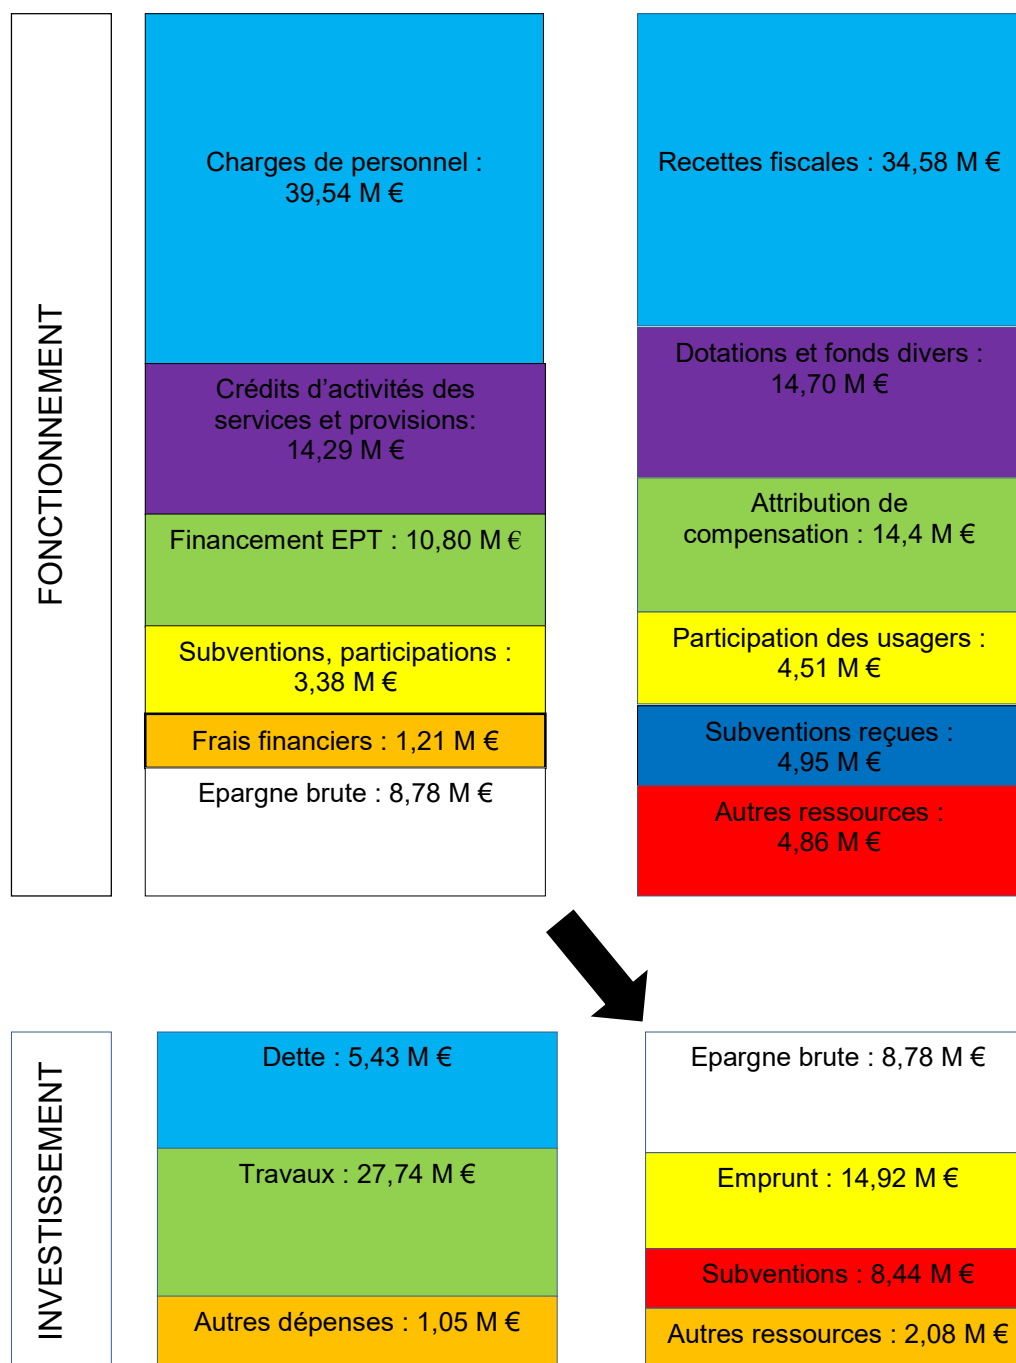 FONCTIONNEMENT
Charges de personnel :
39,54 M €
Crédits d’activités des
services et provisions:
14,29 M €
Financement EPT : 10,80 M €
Subventions, participations :
3,38 M €
Frais financiers : 1,21 M €
Epargne brute : 8,78 M €
Recettes fiscales : 34,58 M €
Dotations et fonds divers :
14,70 M €
Attribution de
compensation : 14,4 M €
Participation des usagers :
4,51 M €
Subventions reçues :
4,95 M €
Autres ressources :
4,86 M €
INVESTISSEMENT
Dette : 5,43 M €
Travaux : 27,74 M €
Autres dépenses : 1,05 M €
Epargne brute : 8,78 M €
Emprunt : 14,92 M €
Subventions : 8,44 M €
Autres ressources : 2,08 M €